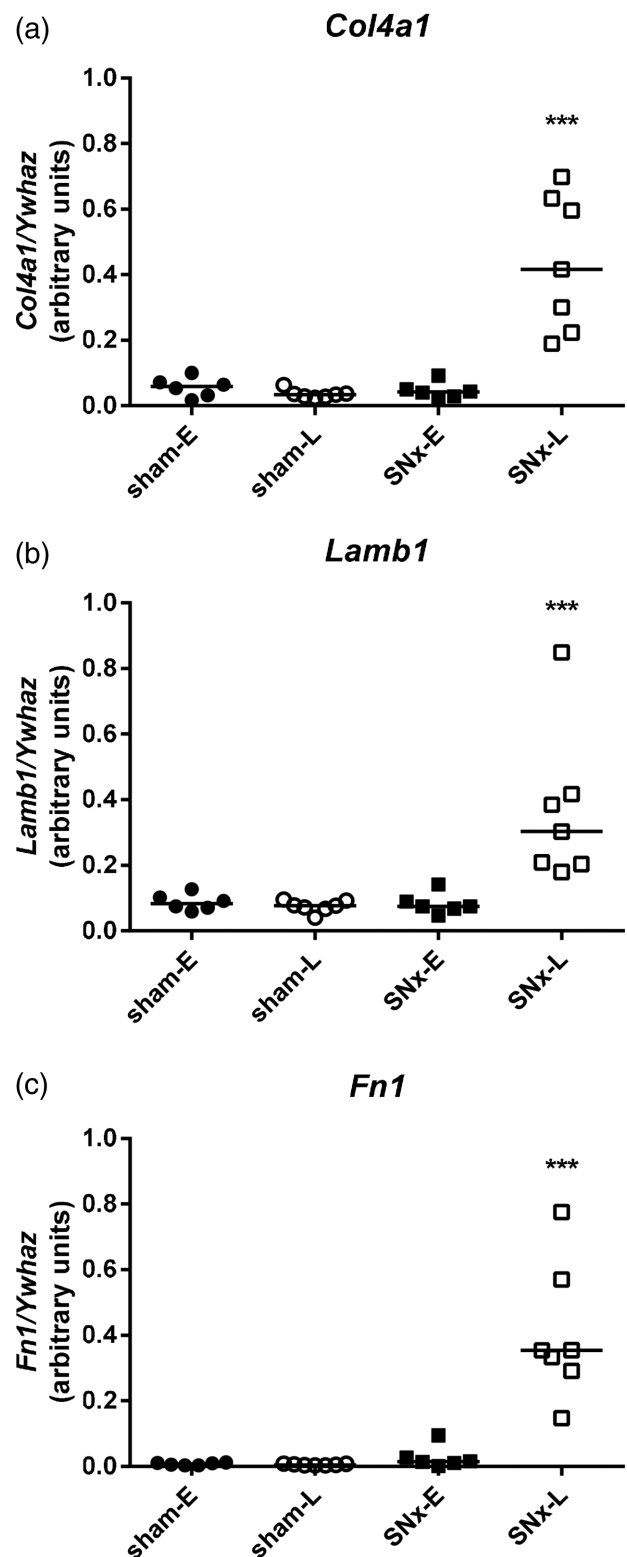 (a)
Col4a1
Col4a1/Ywhaz
(arbitrary units)
1.0
0.8
0.6
0.4
0.2
0.0
***
sham-E
sham-L
SNx-E
SNx-L
(b)
Lamb1
Lamb1/Ywhaz
(arbitrary units)
1.0
0.8
0.6
0.4
0.2
0.0
***
sham-E
sham-L
SNx-E
SNx-L
(c)
Fn1
Fn1/Ywhaz
(arbitrary units)
1.0
0.8
0.6
0.4
0.2
0.0
***
sham-E
sham-L
SNx-E
SNx-L